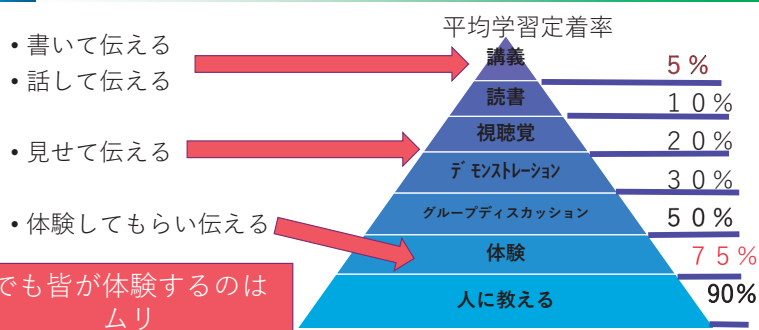 平均学習定着率
• 書いて伝える
• 話して伝える
• 見せて伝える
• 体験してもらい伝える
でも皆が体験するのは
ムリ
講義
5%
読書
10%
視聴覚
20%
デモンストレーション
30%
グループディスカッション
50%
体験
75%
人に教える
90%